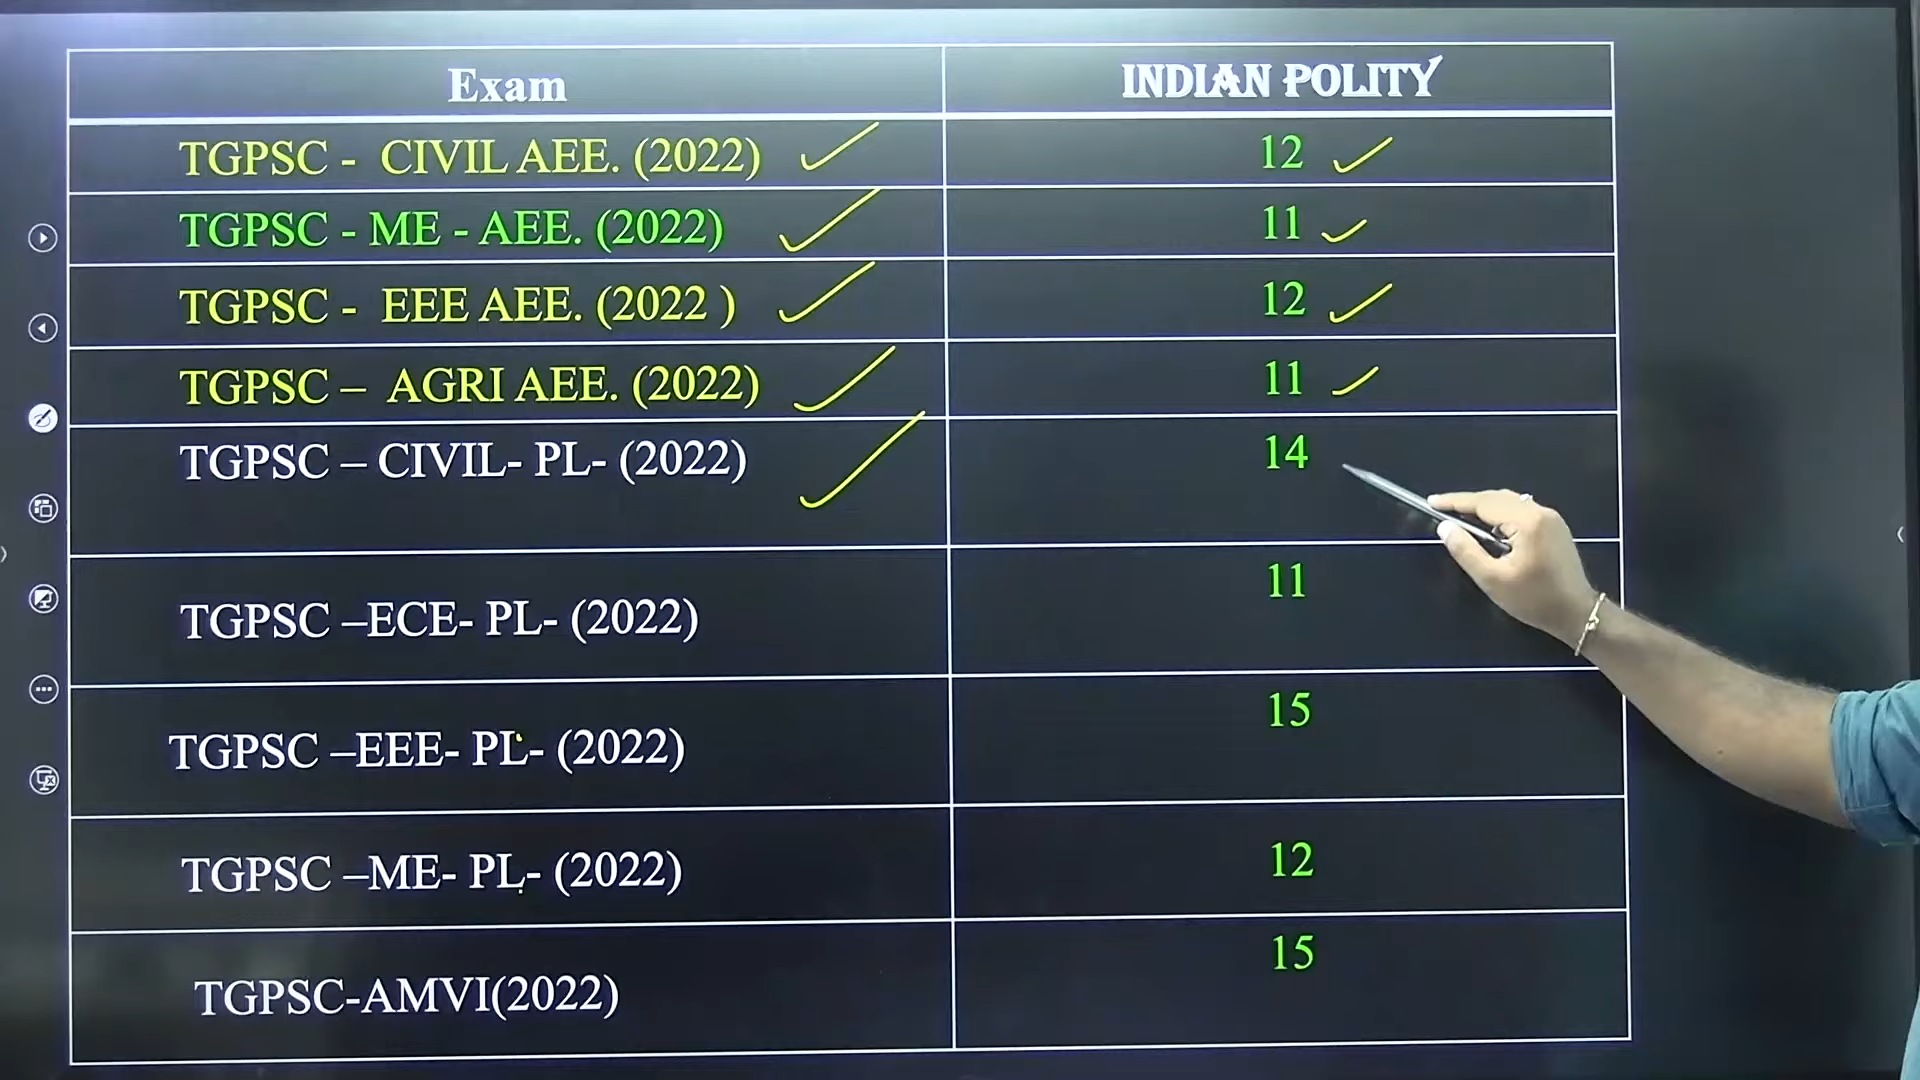 Exam INDIAN POLITY
TGPSC - CIVIL AEE. (2022) 12
TGPSC - ME - AEE. (2022) 11
TGPSC - EEE AEE. (2022 ) 12
TGPSC – AGRI AEE. (2022) 11
TGPSC – CIVIL- PL- (2022) 14
TGPSC –ECE- PL- (2022) 11
TGPSC –EEE- PL- (2022) 15
TGPSC –ME- PL- (2022) 12
TGPSC-AMVI(2022) 15